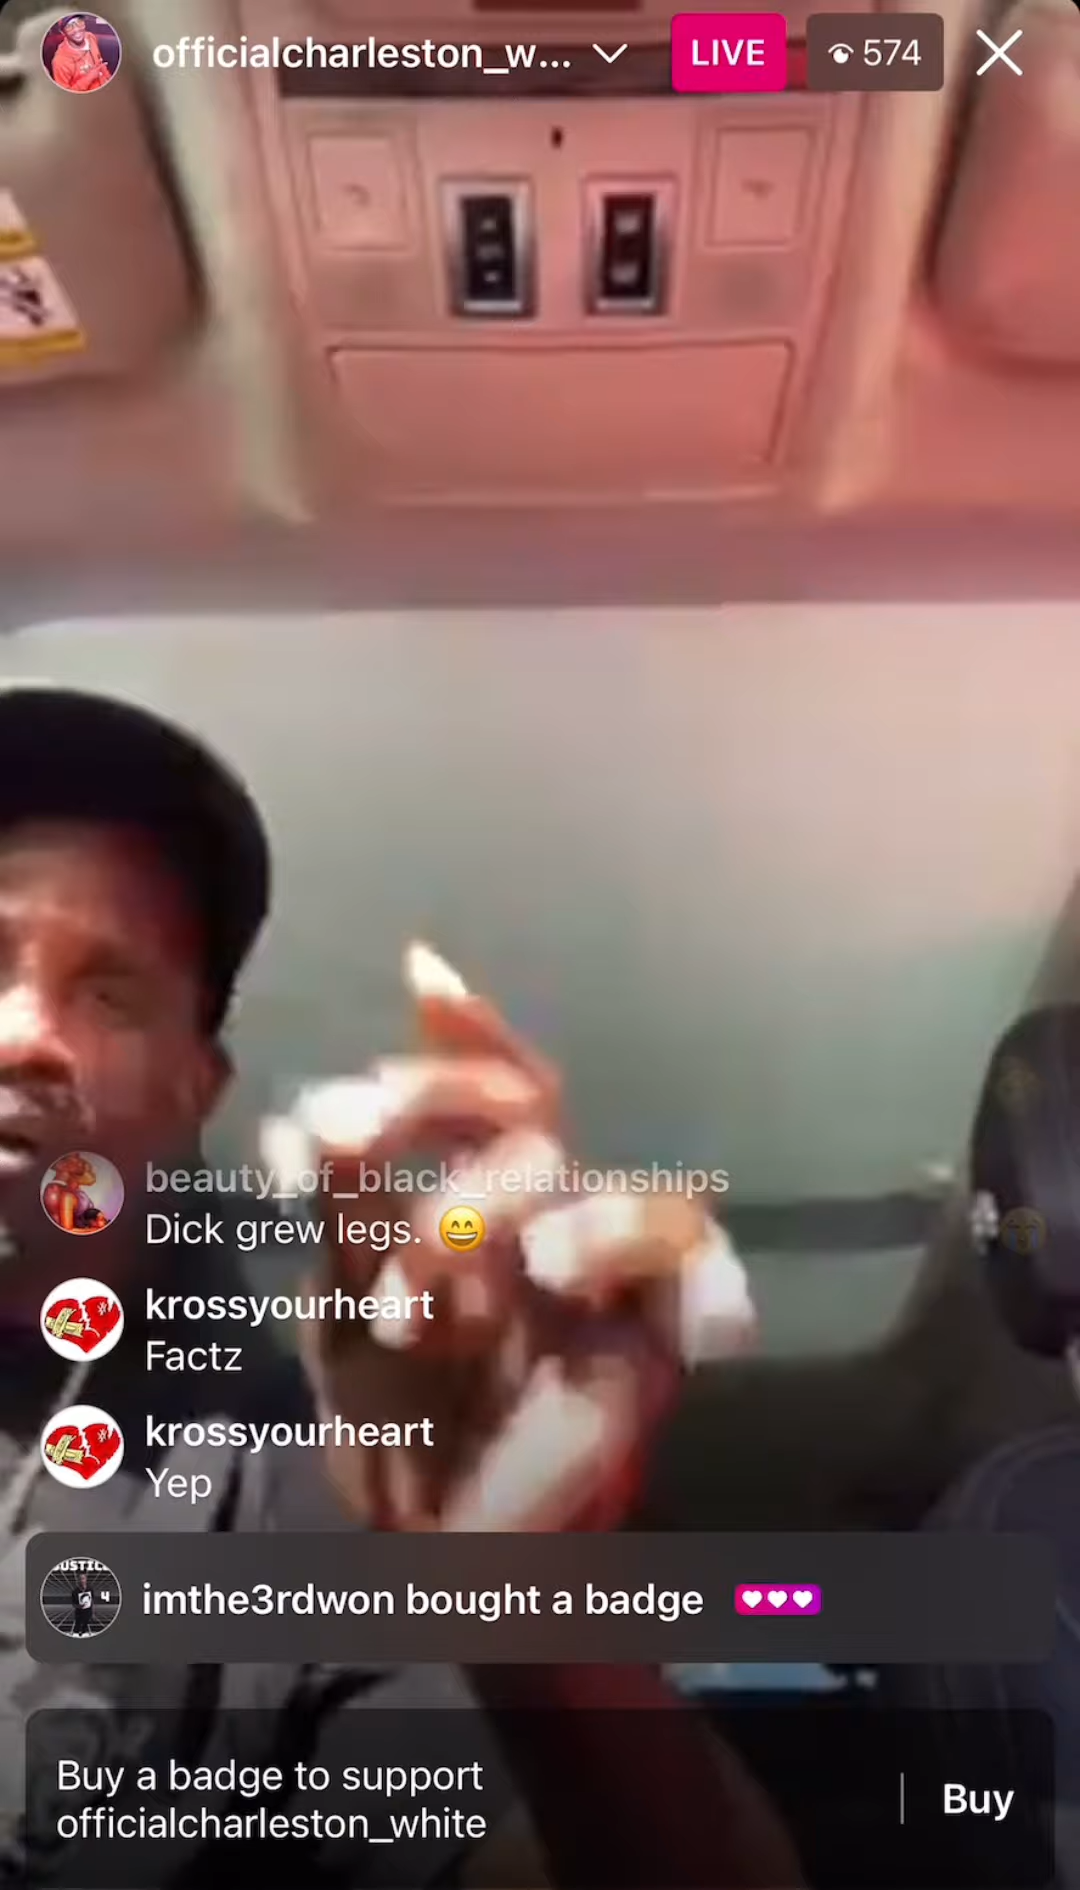 officialcharleston_w...
LIVE
574
beauty_of_black_relationships
Dick grew legs. 😄
krossyourheart
Factz
krossyourheart
Yep
imthe3rdwon bought a badge
Buy a badge to support
officialcharleston_white
Buy